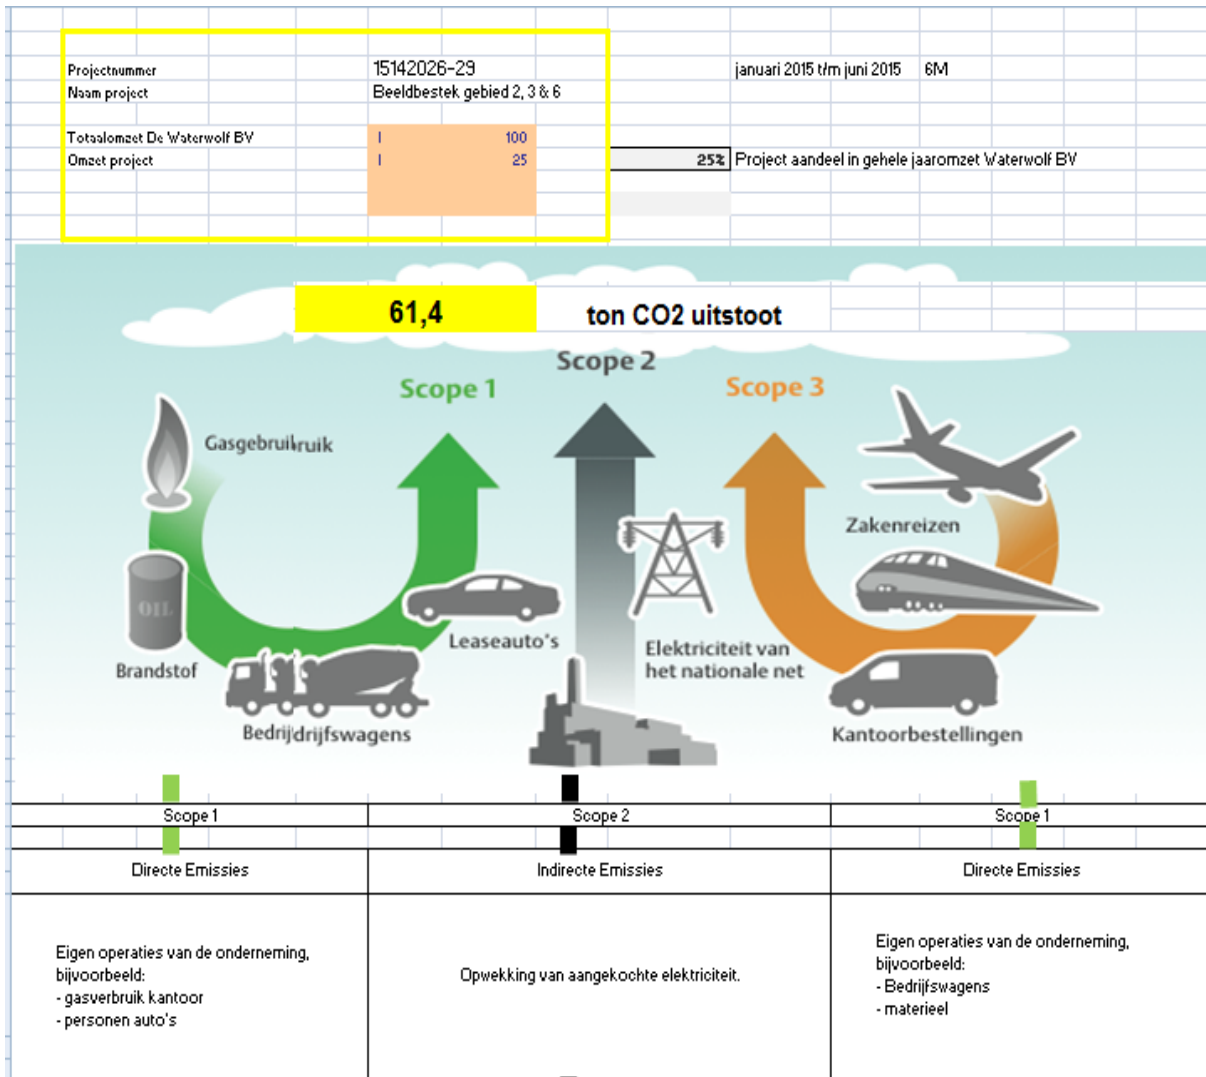 Projectnummer 15142026-29 januari 2015 t/m juni 2015 6M
Naam project Beeldbestek gebied 2, 3 & 6
Totaalomzet De Waterwolf BV I 100
Omzet project I 25 25% Project aandeel in gehele jaaromzet Waterwolf BV
61,4 ton CO2 uitstoot
Scope 2
Scope 1 Scope 3
Gasgebruikruik
Zakenreizen
OIL
Leaseauto's
Elektriciteit van
het nationale net
Brandstof
Bedrijdrijfswagens
Kantoorbestellingen
Scope 1 Scope 2 Scope 1
Directe Emissies Indirecte Emissies Directe Emissies
Eigen operaties van de onderneming,
bijvoorbeeld:
- gasverbruik kantoor
- personen auto's
Opwekking van aangekochte elektriciteit.
Eigen operaties van de onderneming,
bijvoorbeeld:
- Bedrijfswagens
- materieel